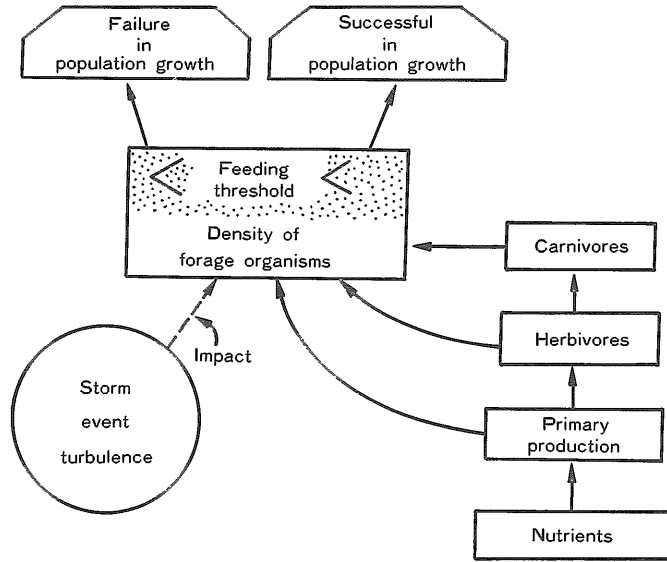 Failure
in
population growth
Successful
in
population growth
Feeding
threshold
Density of
forage organisms
Carnivores
Herbivores
Impact
Storm
event
turbulence
Primary
production
Nutrients